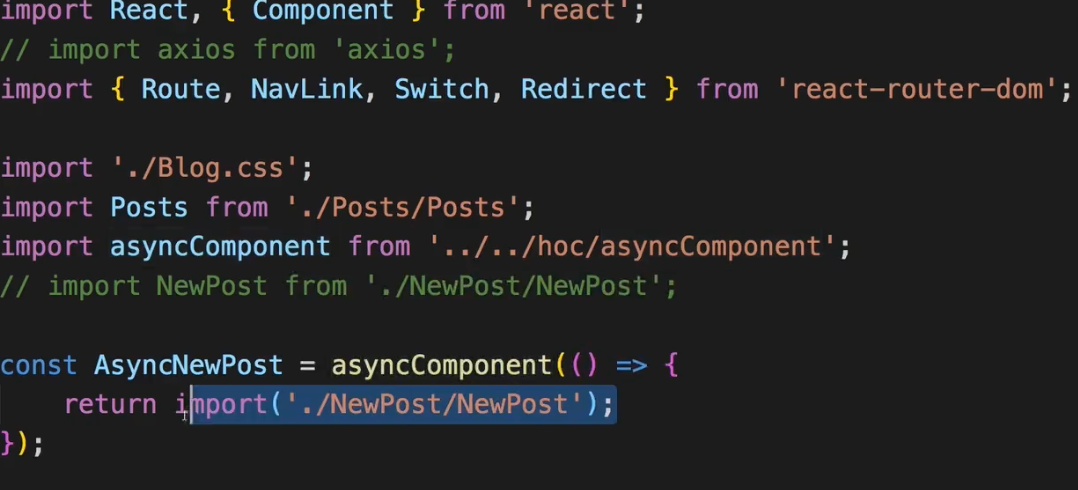 import React, { Component } from 'react';
// import axios from 'axios';
import { Route, NavLink, Switch, Redirect } from 'react-router-dom';
import './Blog.css';
import Posts from './Posts/Posts';
import asyncComponent from '../../hoc/asyncComponent';
// import NewPost from './NewPost/NewPost';
const AsyncNewPost = asyncComponent(() => {
    return import('./NewPost/NewPost');
});